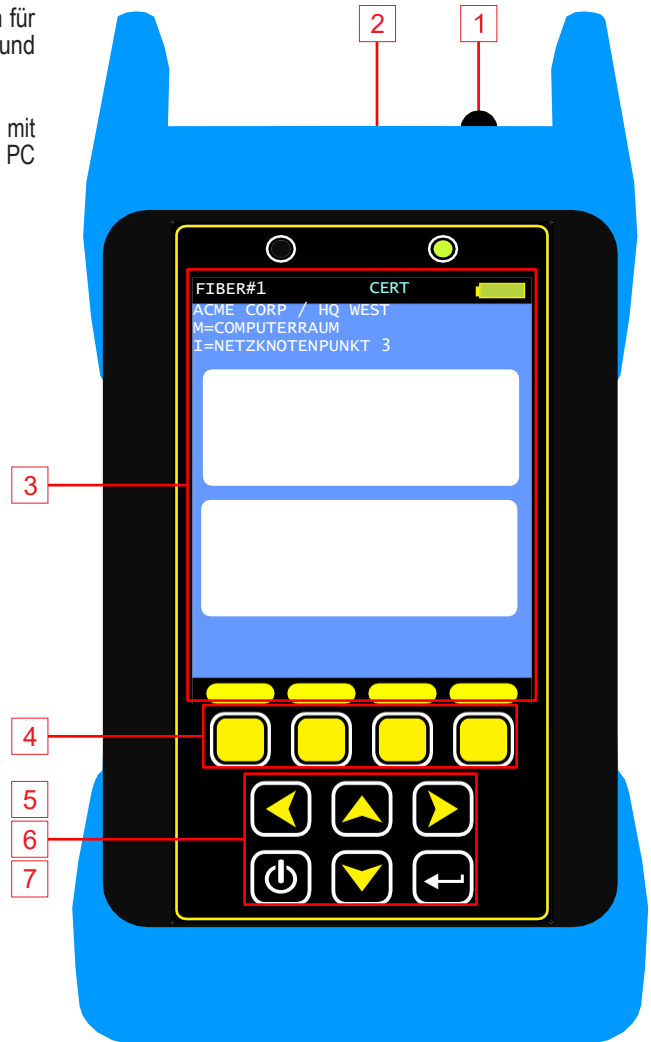 für
und
mit
PC
2 1
FIBER#1 CERT
ACME CORP / HQ WEST
M=COMPUTERRAUM
I=NETZKNOTENPUNKT 3
3
4
5
6
7